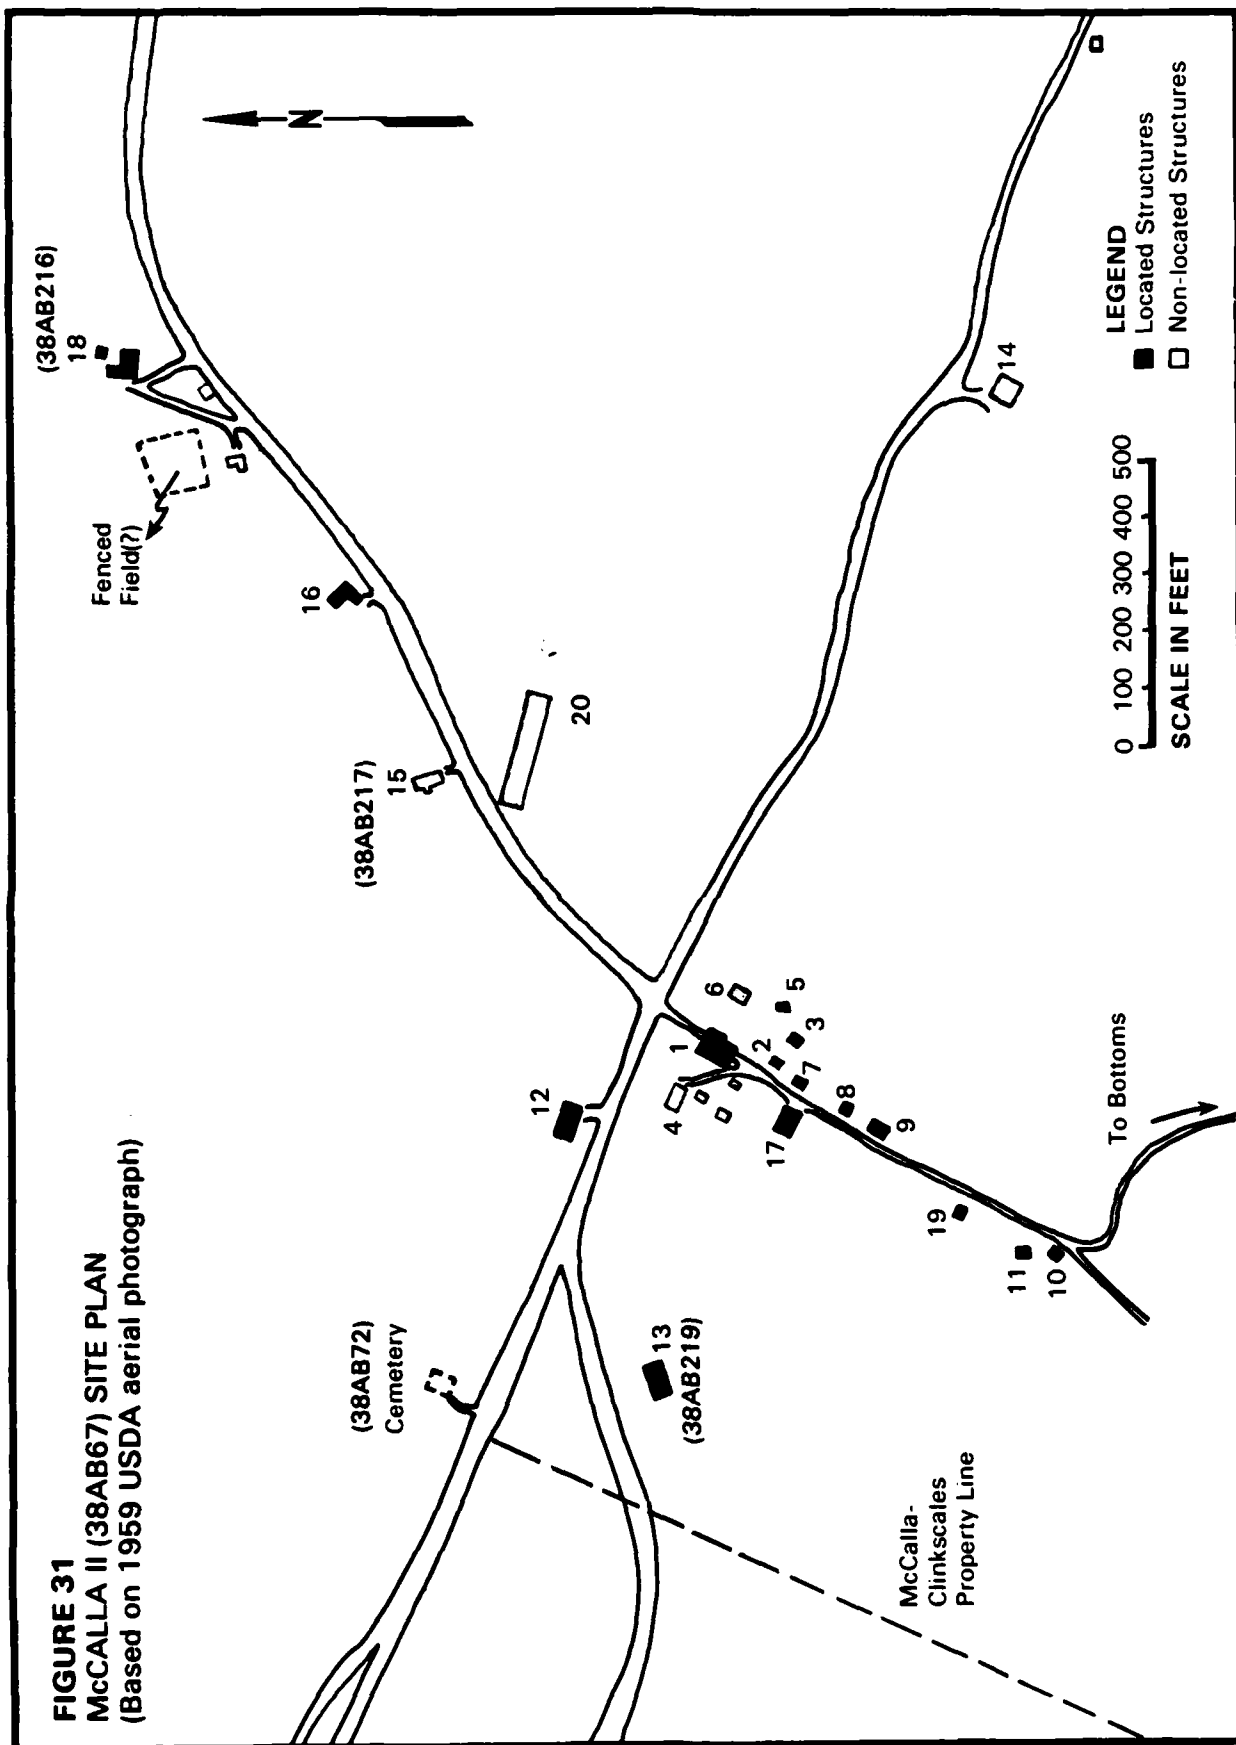 FIGURE 31
McCALLA II (38AB67) SITE PLAN
(Based on 1959 USDA aerial photograph)
(38AB72)
Cemetery
12
(38AB217)
15
16
Fenced
Field(?)
(38AB216)
18
N
20
13
(38AB219)
4
1
6
17
2
5
3
7
8
9
19
11
10
14
McCalla-
Clinkscales
Property Line
To Bottoms
0 100 200 300 400 500
SCALE IN FEET
LEGEND
Located Structures
Non-located Structures